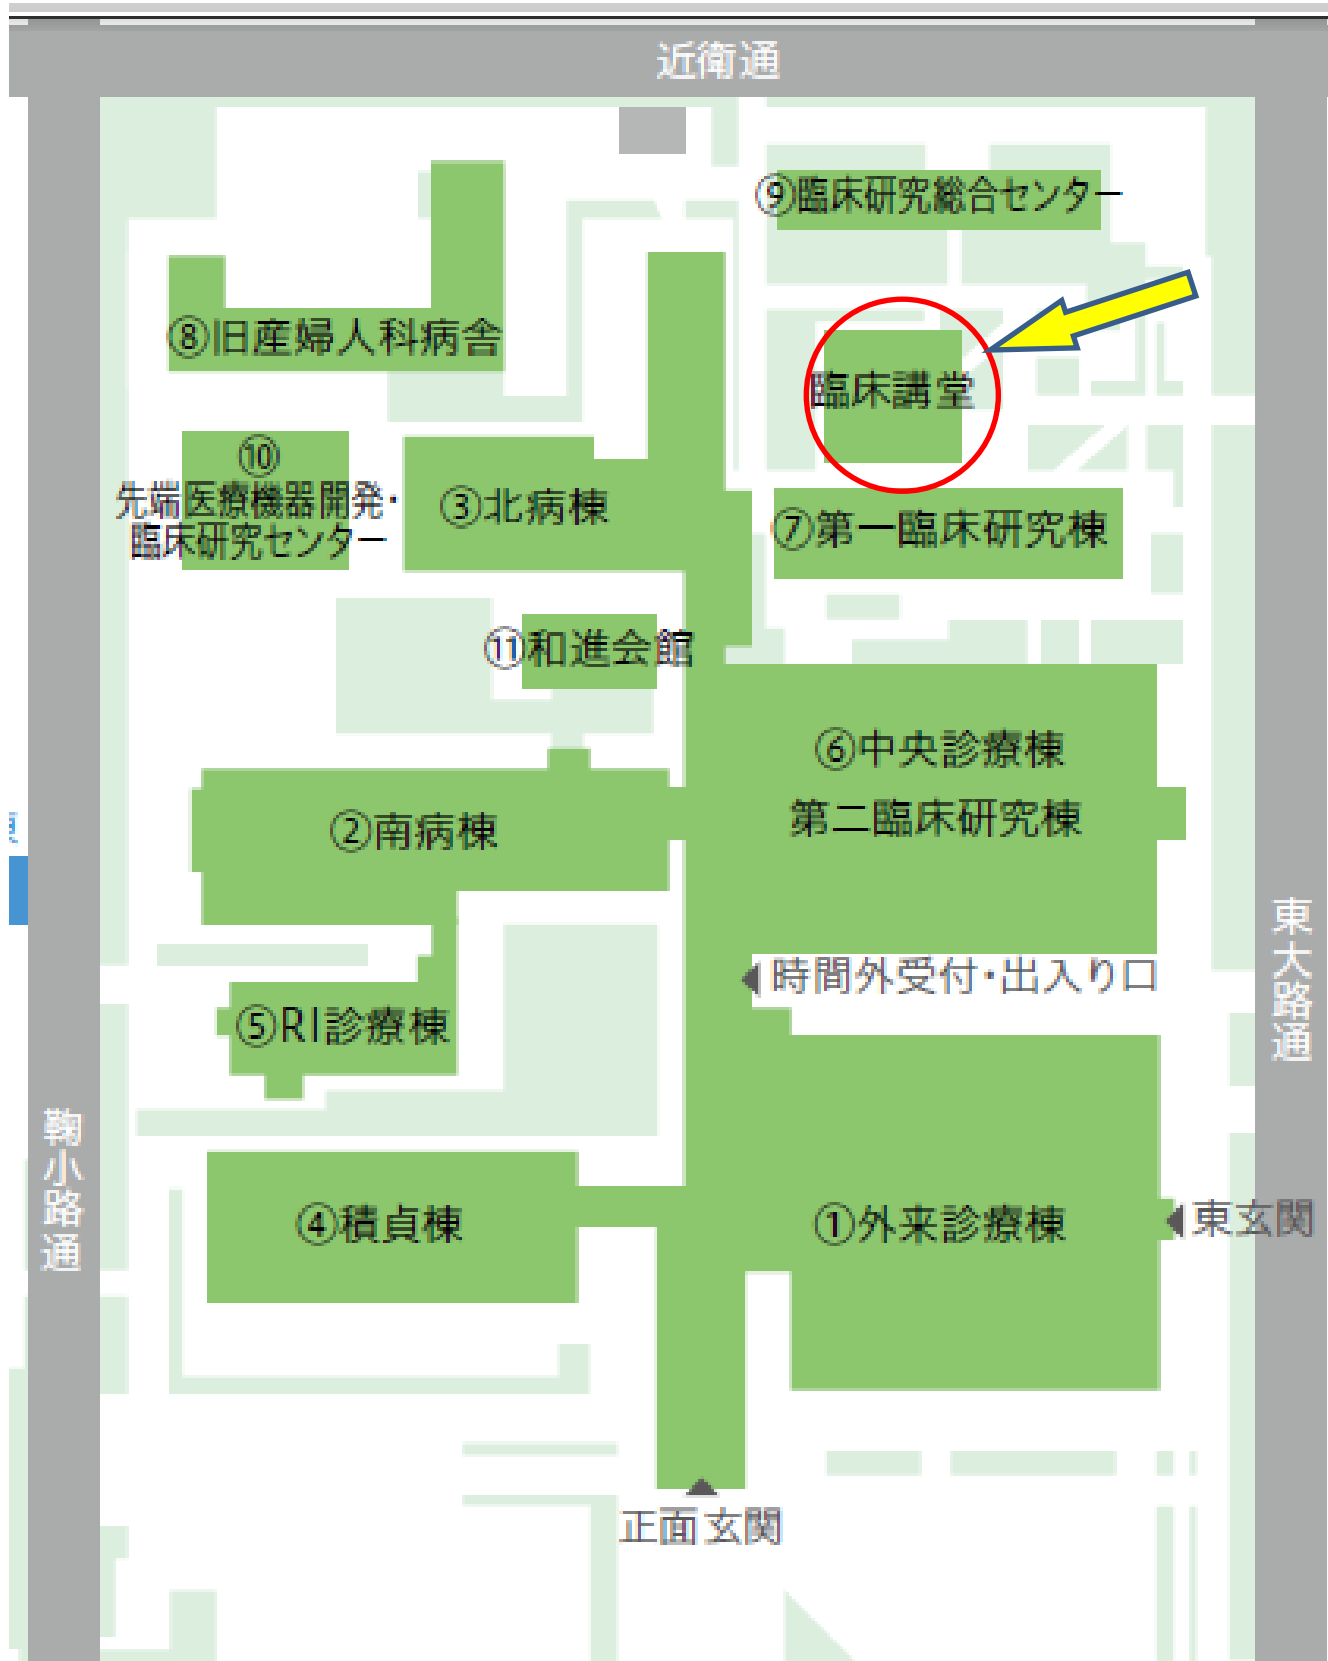 近衛通
⑨臨床研究総合センター
⑧旧産婦人科病舎
臨床講堂
⑩
先端医療機器開発・
臨床研究センター
③北病棟
⑦第一臨床研究棟
⑪和進会館
⑥中央診療棟
第二臨床研究棟
②南病棟
時間外受付・出入り口
東大路通
⑤RI診療棟
鞠小路通
④積貞棟
①外来診療棟
東玄関
正面玄関